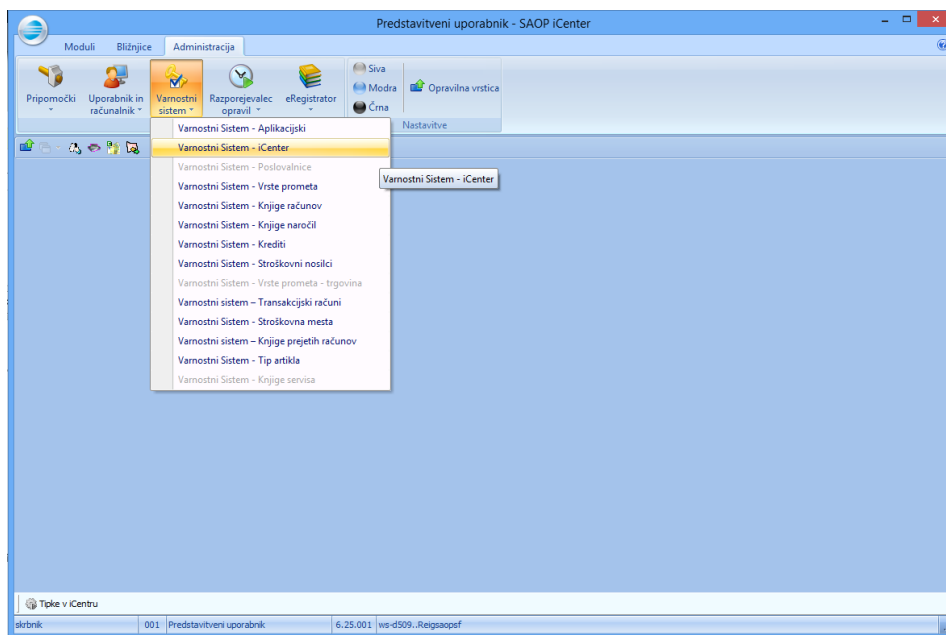 Predstavitveni uporabnik - SAOP iCenter
Moduli Bližnjice Administracija
Pripomočki
Uporabnik in računalnik
Varnostni sistem
Razporejevalec opravil
eRegistrator
Siva
Modra
Črna
Opravilna vrstica
Nastavitve
Varnostni Sistem - Aplikacijski
Varnostni Sistem - iCenter
Varnostni Sistem - Poslovalnice
Varnostni Sistem - iCenter
Varnostni Sistem - Vrste prometa
Varnostni Sistem - Knjige računov
Varnostni Sistem - Knjige naročil
Varnostni Sistem - Krediti
Varnostni Sistem - Stroškovni nosilci
Varnostni Sistem - Vrste prometa - trgovina
Varnostni sistem – Transakcijski računi
Varnostni Sistem - Stroškovna mesta
Varnostni sistem – Knjige prejetih računov
Varnostni Sistem - Tip artikla
Varnostni Sistem - Knjige servisa
Tipke v iCentru
skrbnik 001 Predstavitveni uporabnik 6.25.001 ws-d509..Reigsaopsf